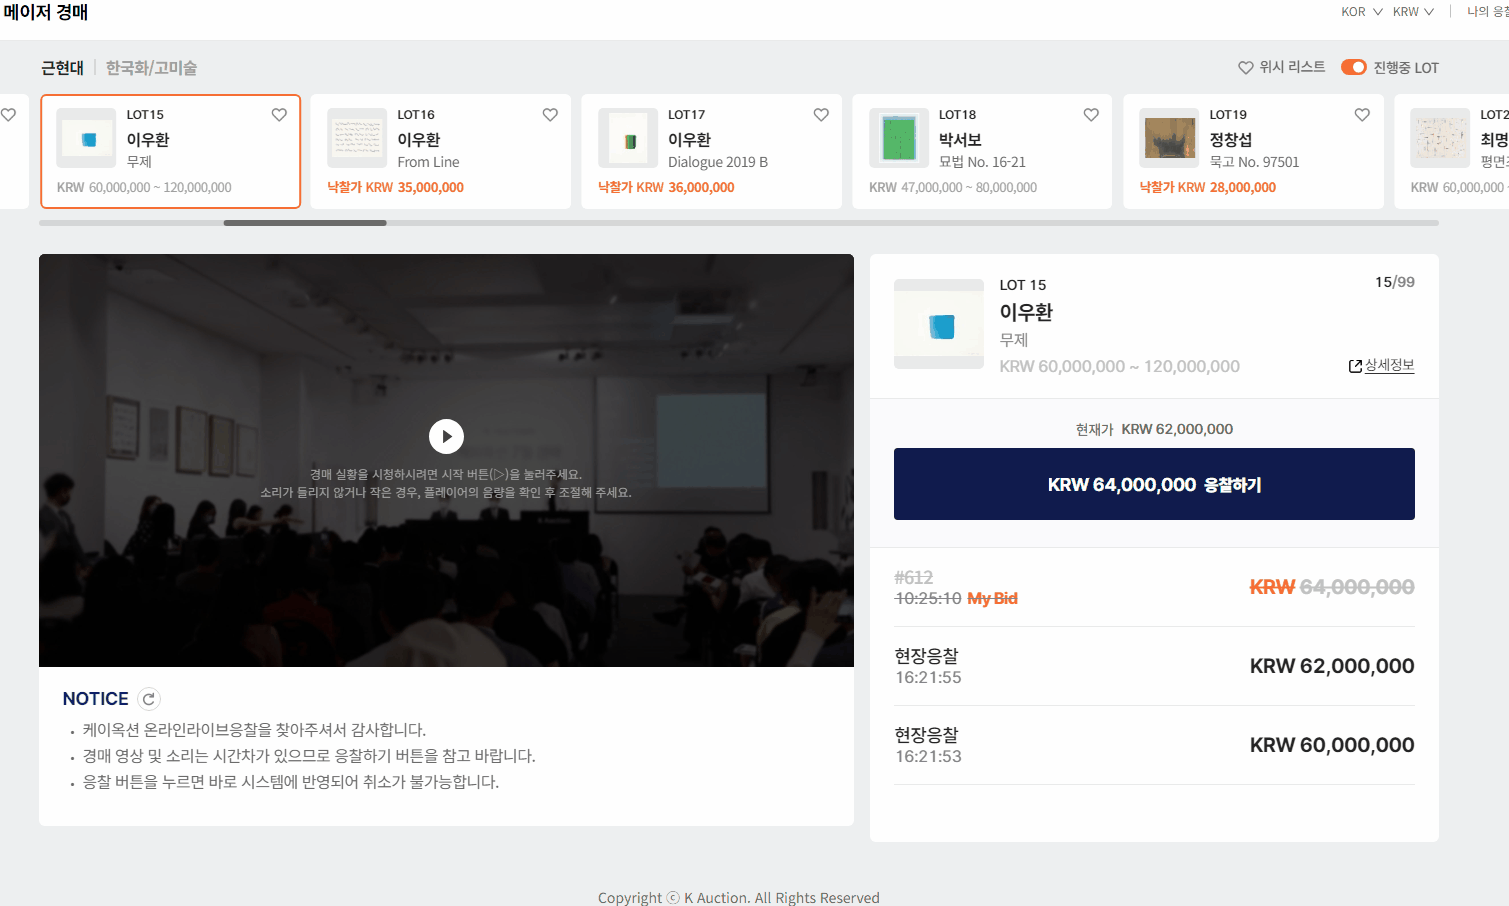 메이저 경매
KOR KRW 나의 응찰
근현대 한국화/고미술
위시 리스트 진행중 LOT
LOT15
이우환
무제
KRW 60,000,000 ~ 120,000,000
LOT16
이우환
From Line
낙찰가 KRW 35,000,000
LOT17
이우환
Dialogue 2019 B
낙찰가 KRW 36,000,000
LOT18
박서보
묘법 No. 16-21
KRW 47,000,000 ~ 80,000,000
LOT19
정창섭
묵고 No. 97501
낙찰가 KRW 28,000,000
LOT2
최명
평면
KRW 60,000,000
경매 실황을 시청하시려면 시작 버튼(▷)을 눌러주세요.
소리가 들리지 않거나 작은 경우, 플레이어의 음량을 확인 후 조절해 주세요.
K Auction
NOTICE
• 케이옥션 온라인라이브응찰을 찾아주셔서 감사합니다.
• 경매 영상 및 소리는 시간차가 있으므로 응찰하기 버튼을 참고 바랍니다.
• 응찰 버튼을 누르면 바로 시스템에 반영되어 취소가 불가능합니다.
LOT 15
15/99
이우환
무제
KRW 60,000,000 ~ 120,000,000
상세정보
현재가 KRW 62,000,000
KRW 64,000,000 응찰하기
#612
10:25:10 My Bid
KRW 64,000,000
현장응찰
16:21:55
KRW 62,000,000
현장응찰
16:21:53
KRW 60,000,000
Copyright ⓒ K Auction. All Rights Reserved